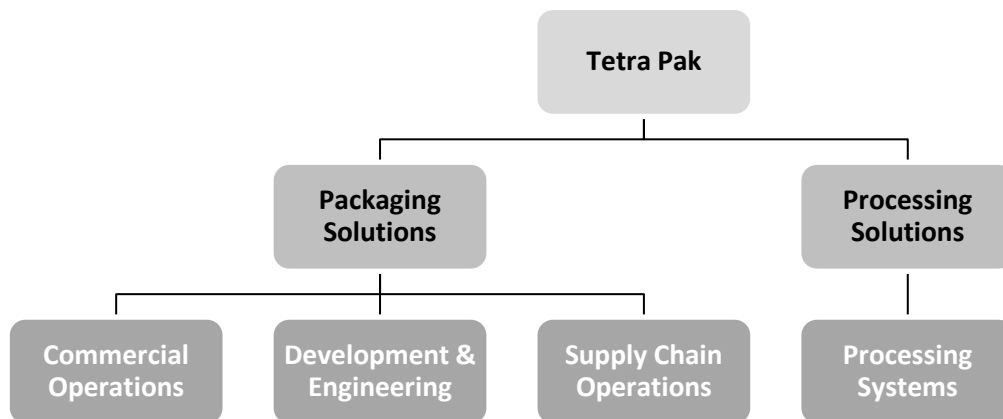 Tetra Pak
Packaging
Solutions
Processing
Solutions
Commercial
Operations
Development &
Engineering
Supply Chain
Operations
Processing
Systems